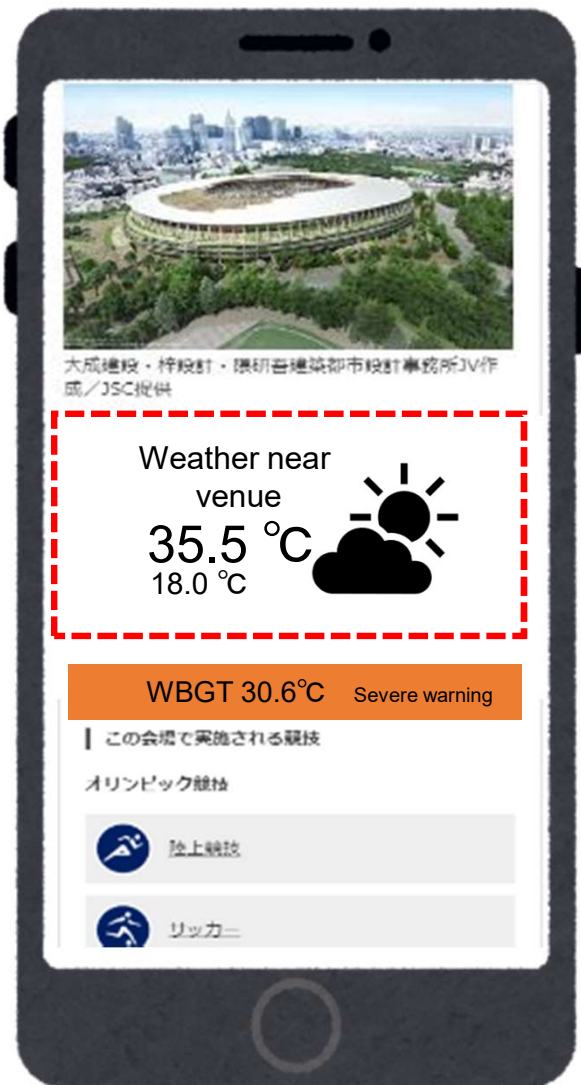 大成建設・梓設計・隈研吾建築都市設計事務所JV作
成／JSC提供
Weather near
venue
35.5 ℃
18.0 ℃
WBGT 30.6℃ Severe warning
この会場で実施される競技
オリンピック競技
陸上競技
リッカー